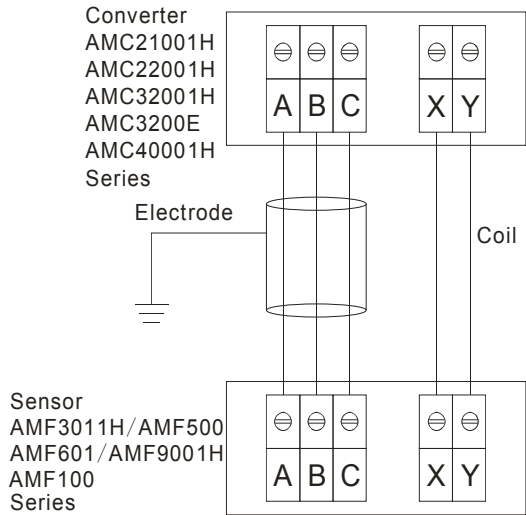 Converter
AMC21001H
AMC22001H
AMC32001H
AMC3200E
AMC40001H
Series
A B C X Y
Electrode
Coil
Sensor
AMF3011H/AMF500
AMF601/AMF9001H
AMF100
Series
A B C X Y